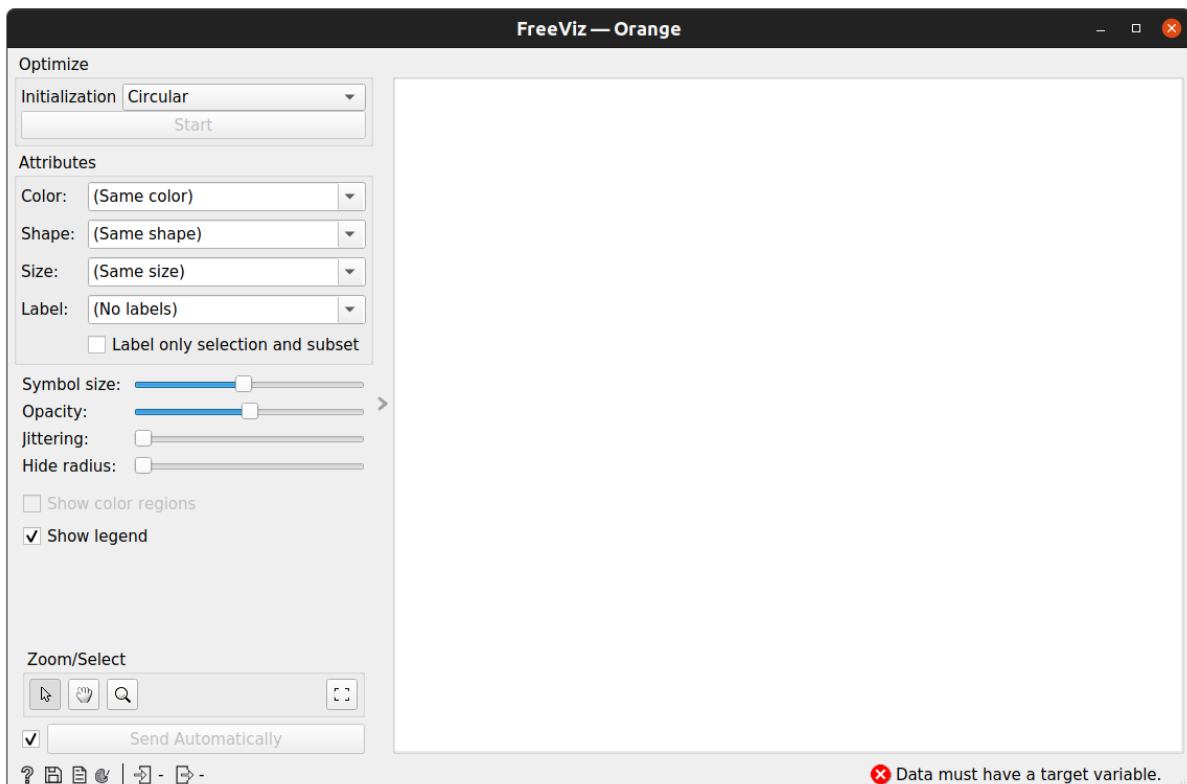 FreeViz — Orange
Optimize
Initialization Circular
Start
Attributes
Color: (Same color)
Shape: (Same shape)
Size: (Same size)
Label: (No labels)
Label only selection and subset
Symbol size:
Opacity:
Jittering:
Hide radius:
Show color regions
Show legend
Zoom/Select
Send Automatically
? - -
Data must have a target variable.